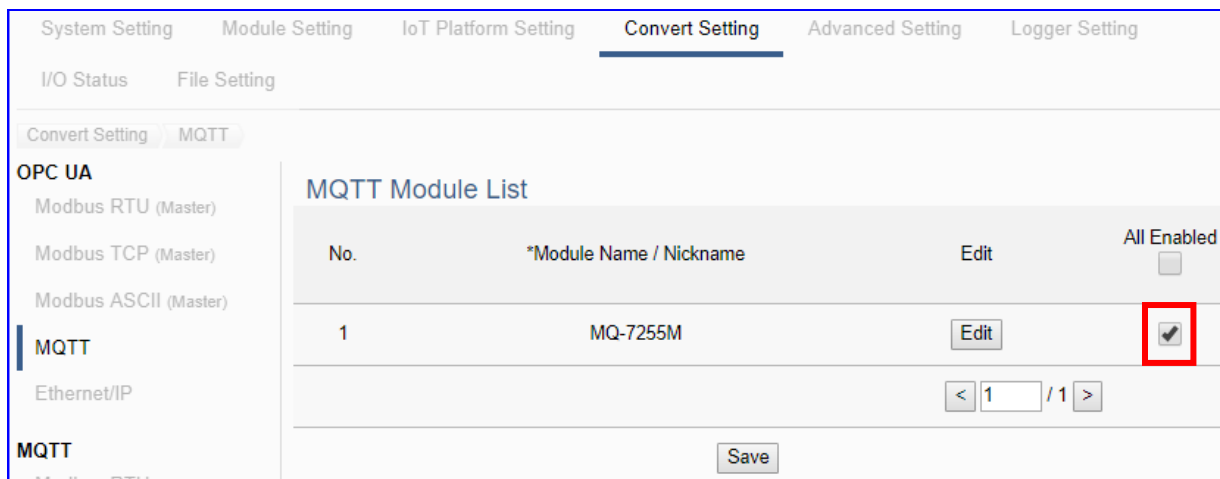 System Setting Module Setting IoT Platform Setting Convert Setting Advanced Setting Logger Setting
I/O Status File Setting
Convert Setting MQTT
OPC UA
Modbus RTU (Master)
Modbus TCP (Master)
Modbus ASCII (Master)
MQTT
Ethernet/IP
MQTT
MQTT Module List
No. *Module Name / Nickname Edit All Enabled
1 MQ-7255M Edit
< 1 / 1 >
Save